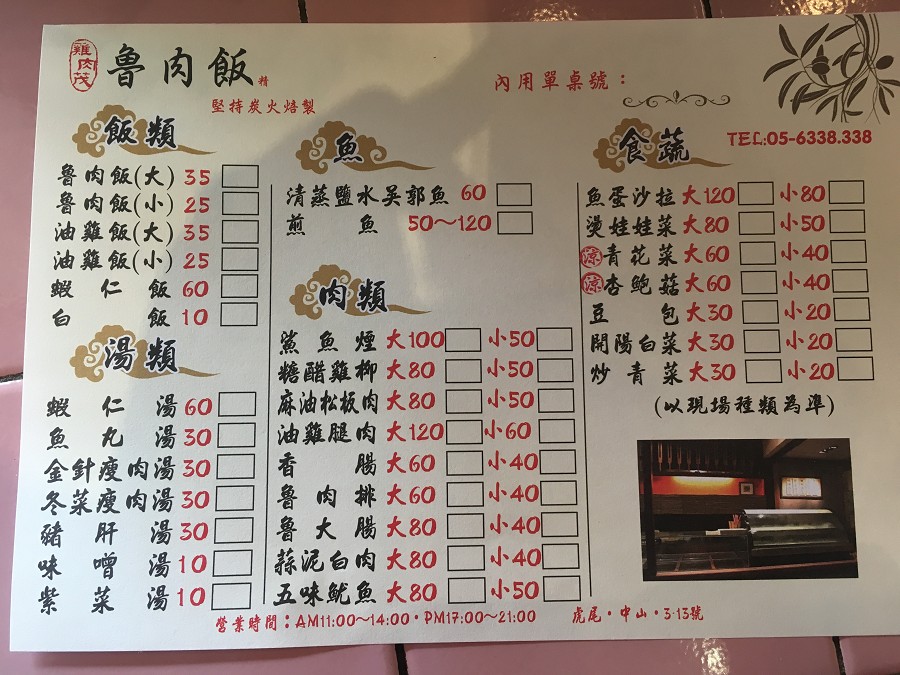 雞肉茂
魯肉飯精
堅持炭火焙製
內用單桌號：
TEL:05-6338.338
飯類
魯肉飯(大) 35
魯肉飯(小) 25
油雞飯(大) 35
油雞飯(小) 25
蝦仁飯 60
白飯 10
湯類
蝦仁湯 60
魚丸湯 30
金針瘦肉湯 30
冬菜瘦肉湯 30
豬肝湯 30
味噌湯 10
紫菜湯 10
魚
清蒸鹽水吳郭魚 60
煎魚 50～120
肉類
鯊魚煙 大100 小50
糖醋雞柳 大80 小50
麻油松板肉 大80 小50
油雞腿肉 大120 小60
香腸 大60 小40
魯肉排 大60 小40
魯大腸 大80 小40
蒜泥白肉 大80 小40
五味魷魚 大80 小50
食蔬
魚蛋沙拉 大120 小80
燙娃娃菜 大80 小50
涼 青花菜 大60 小40
涼 杏鮑菇 大60 小40
豆包 大30 小20
開陽白菜 大30 小20
炒青菜 大30 小20
(以現場種類為準)
營業時間：AM11:00～14:00·PM17:00～21:00
虎尾·中山·3-13號